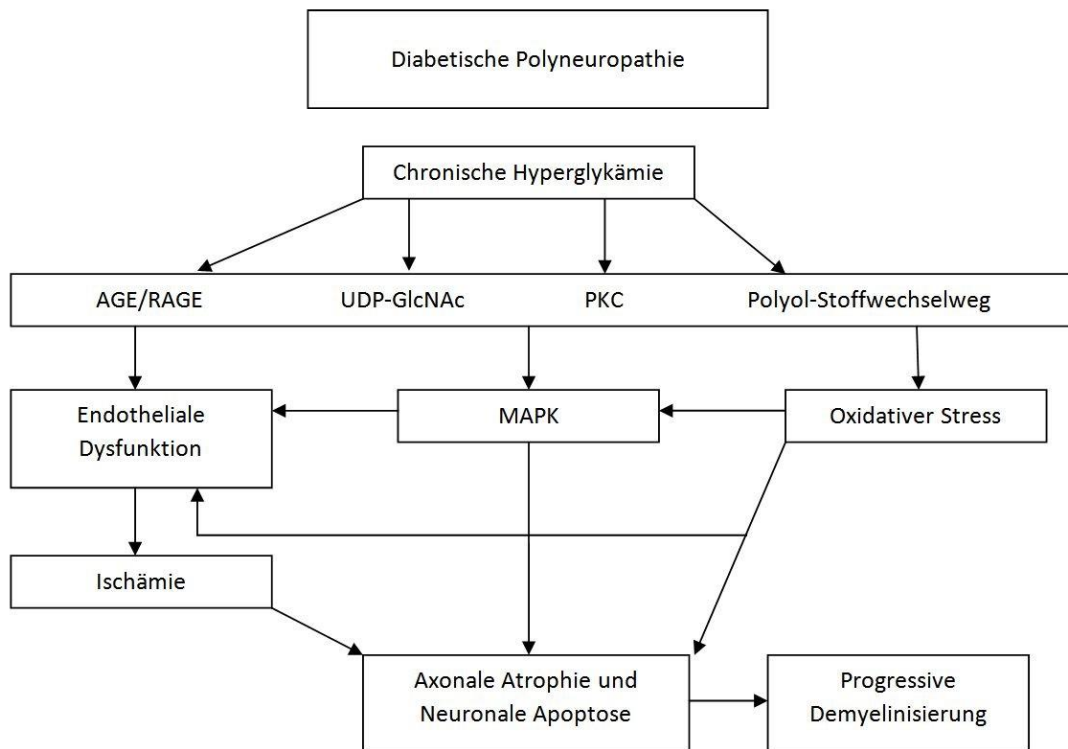 Diabetische Polyneuropathie
Chronische Hyperglykämie
AGE/RAGE UDP-GlcNAc PKC Polyol-Stoffwechselweg
Endotheliale
Dysfunktion
MAPK
Oxidativer Stress
Ischämie
Axonale Atrophie und
Neuronale Apoptose
Progressive
Demyelinisierung